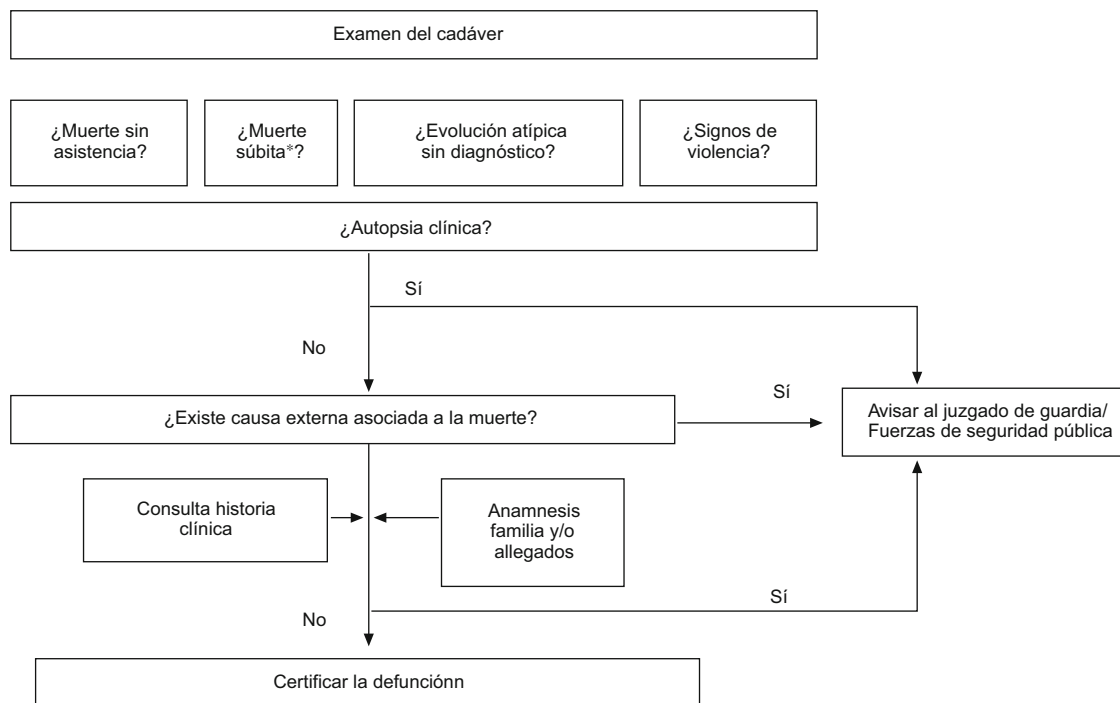 Examen del cadáver
¿Muerte sin
asistencia?
¿Muerte
súbita*?
¿Evolución atípica
sin diagnóstico?
¿Signos de
violencia?
¿Autopsia clínica?
Sí
No
¿Existe causa externa asociada a la muerte?
Sí
Avisar al juzgado de guardia/
Fuerzas de seguridad pública
Consulta historia
clínica
Anamnesis
familia y/o
allegados
Sí
No
Certificar la defunciónn